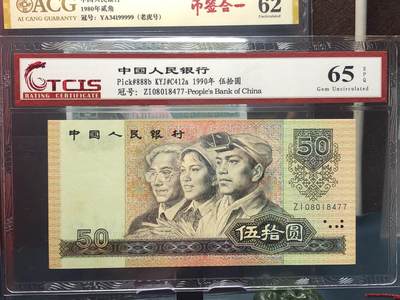 ACG
AI CANG GUARANTY
1980年贰角
冠号: YA34199999 (老虎号)
币签合一
62
Uncirculated
TCIS
RATING CERTIFICATE
中国人民银行
Pick#888b KYJ#C412a 1990年 伍拾圆
冠号: ZI08018477-People's Bank of China
65 EPQ
Gem Uncirculated
中国人民银行
50
ZI08018477
50
伍拾圆